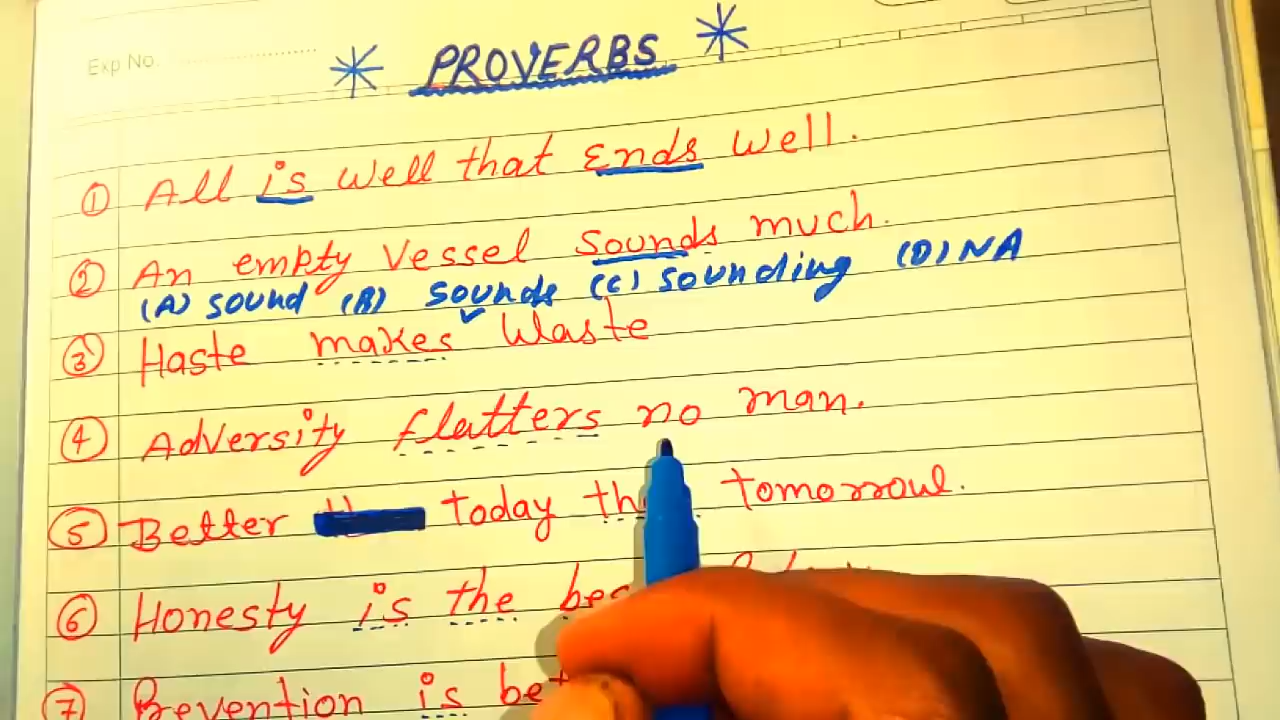 Exp No.
* PROVERBS *
① All is well that Ends well.
② An empty vessel sounds much.
(A) sound (B) sounds (C) sounding (D) NA
③ Haste makes Waste
④ Adversity flatters no man.
⑤ Better today tomorrow.
⑥ Honesty is the
⑦ Prevention is